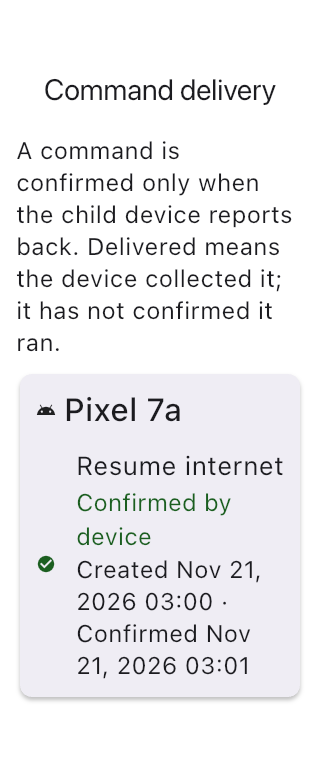 Command delivery
A command is
confirmed only when
the child device reports
back. Delivered means
the device collected it;
it has not confirmed it
ran.
Pixel 7a
Resume internet
Confirmed by
device
Created Nov 21,
2026 03:00 ·
Confirmed Nov
21, 2026 03:01